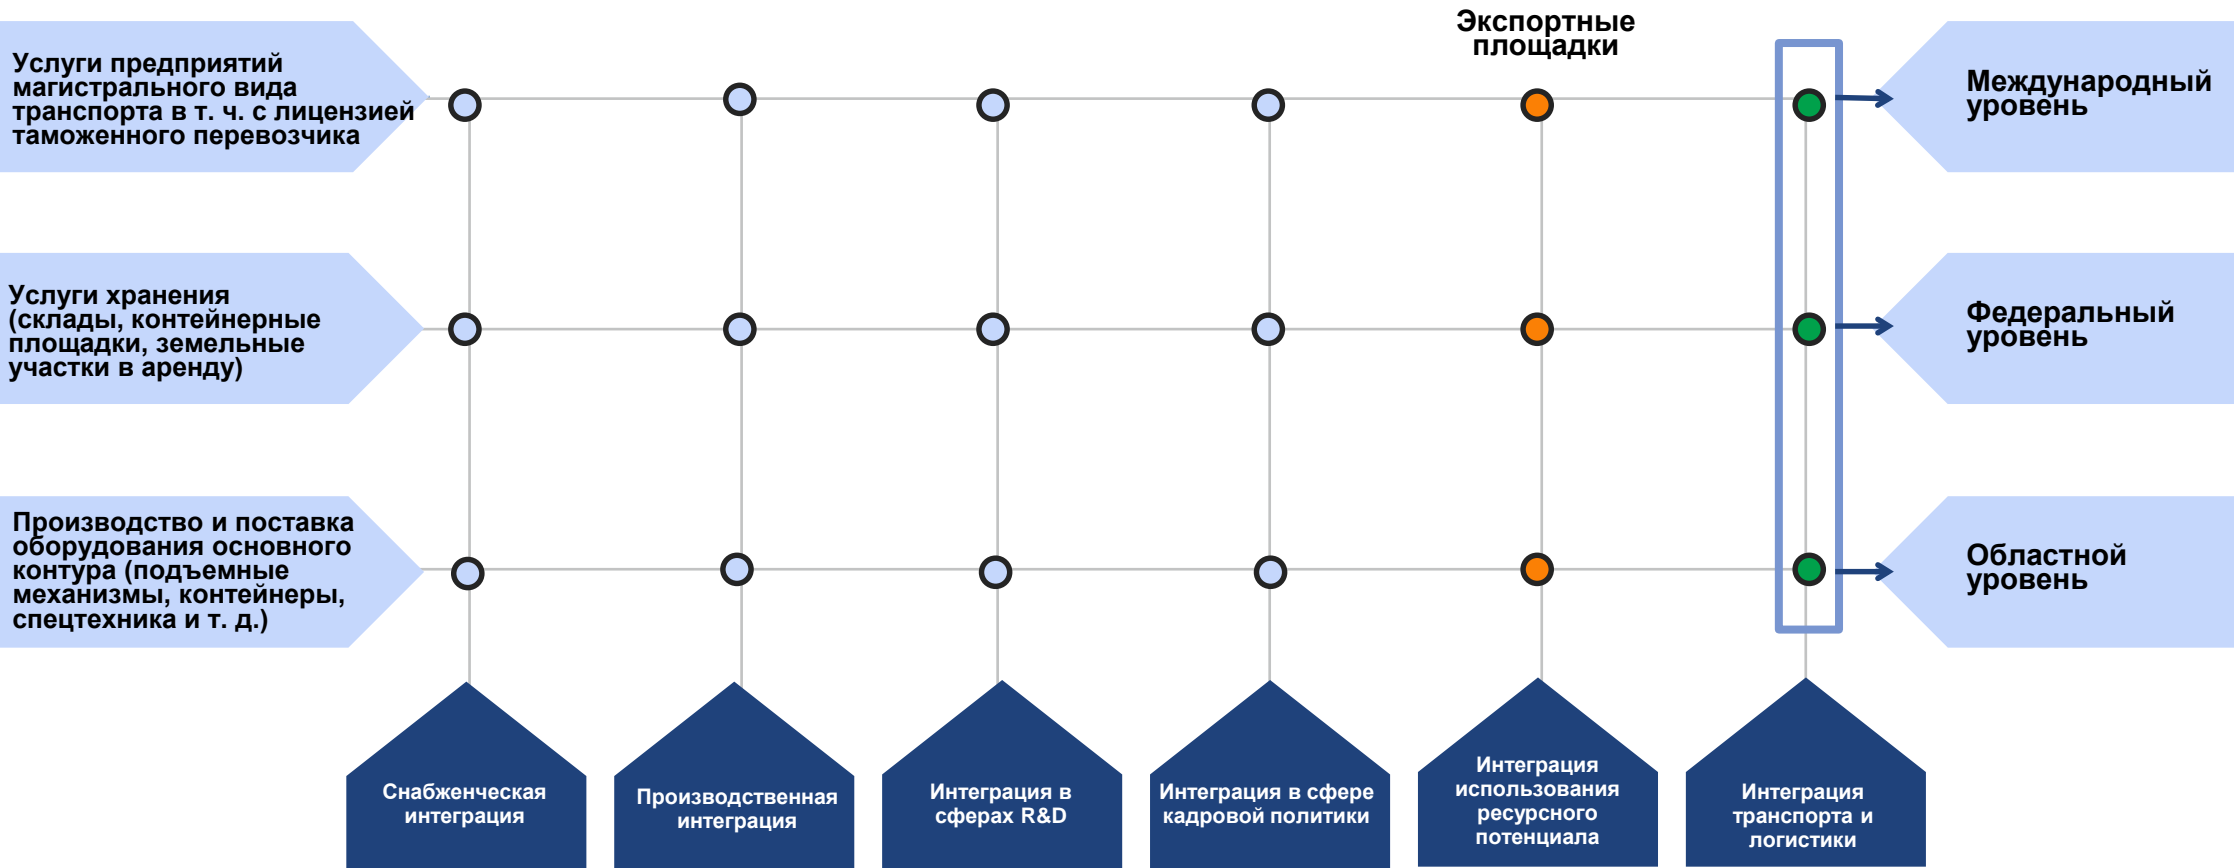 Экспортные
площадки
Услуги предприятий
магистрального вида
транспорта в т. ч. с лицензией
таможенного перевозчика
Международный
уровень
Услуги хранения
(склады, контейнерные
площадки, земельные
участки в аренду)
Федеральный
уровень
Производство и поставка
оборудования основного
контура (подъемные
механизмы, контейнеры,
спецтехника и т. д.)
Областной
уровень
Снабженческая
интеграция
Производственная
интеграция
Интеграция в
сферах R&D
Интеграция в сфере
кадровой политики
Интеграция
использования
ресурсного
потенциала
Интеграция
транспорта и
логистики